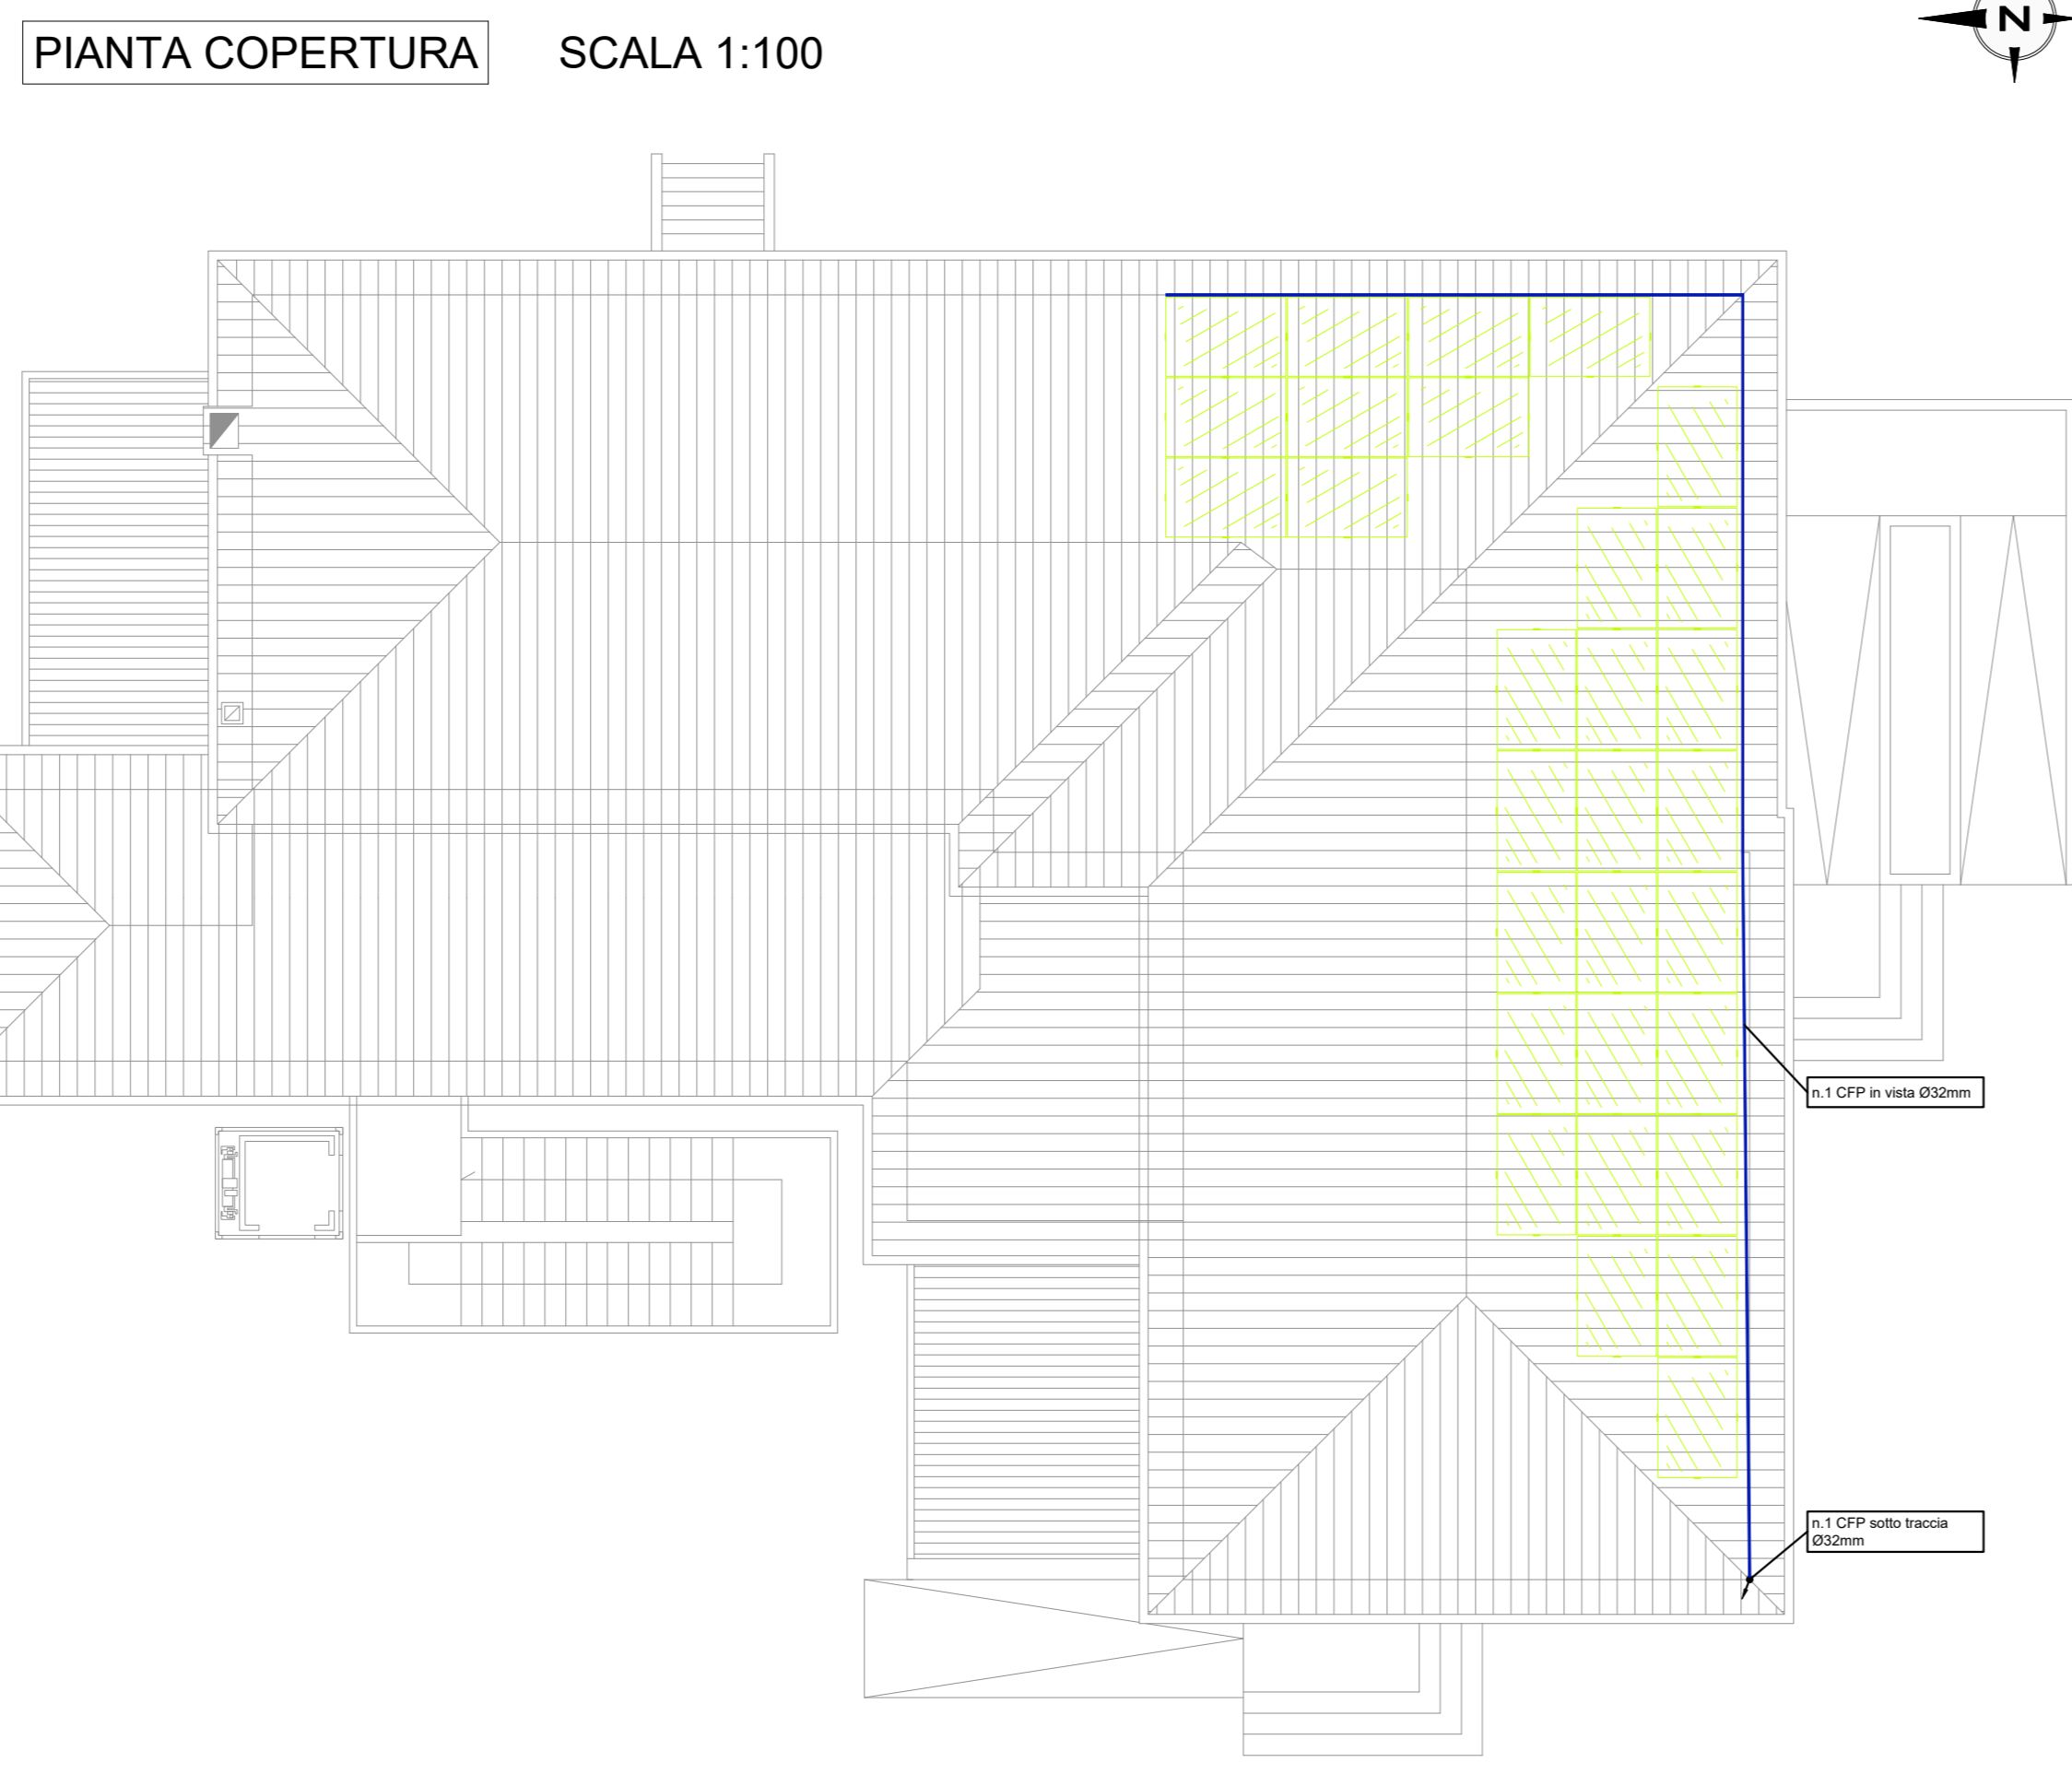 PIANTA COPERTURA SCALA 1:100
N
n.1 CFP in vista Ø32mm
n.1 CFP sotto traccia
Ø32mm